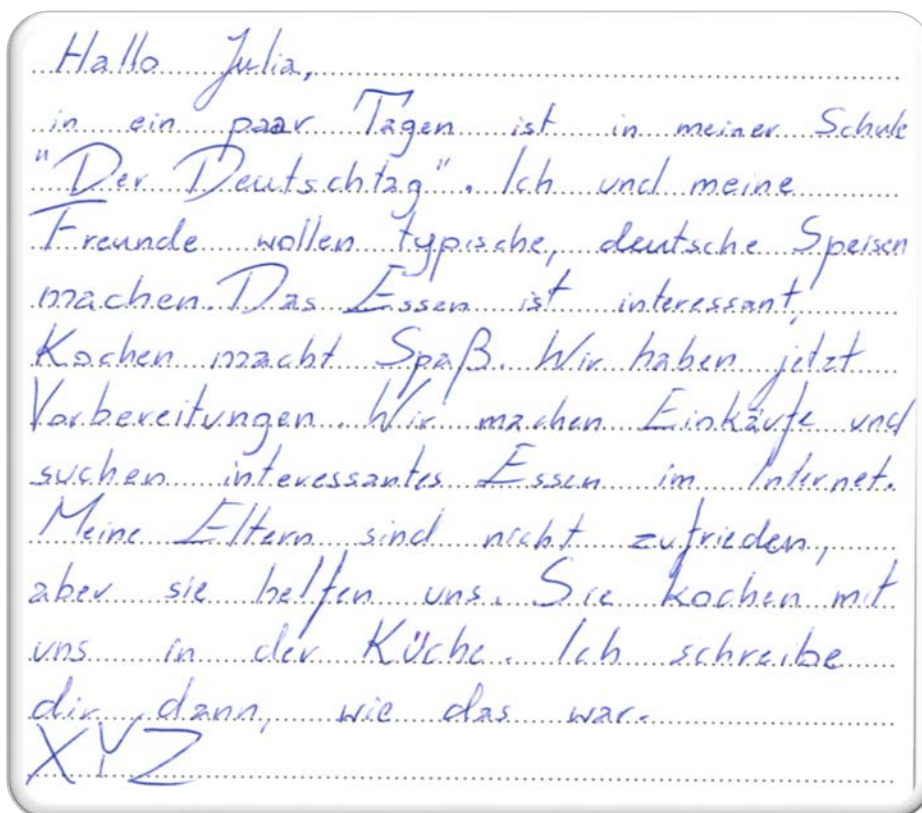 Hallo Julia,
in ein paar Tagen ist in meiner Schule
"Der Deutschtag". Ich und meine
Freunde wollen typische, deutsche Speisen
machen. Das Essen ist interessant,
Kochen macht Spaß. Wir haben jetzt
Vorbereitungen. Wir machen Einkäufe und
suchen interessantes Essen im Internet.
Meine Eltern sind nicht zufrieden,
aber sie helfen uns. Sie kochen mit
uns in der Küche. Ich schreibe
dir dann, wie das war.
XYZ